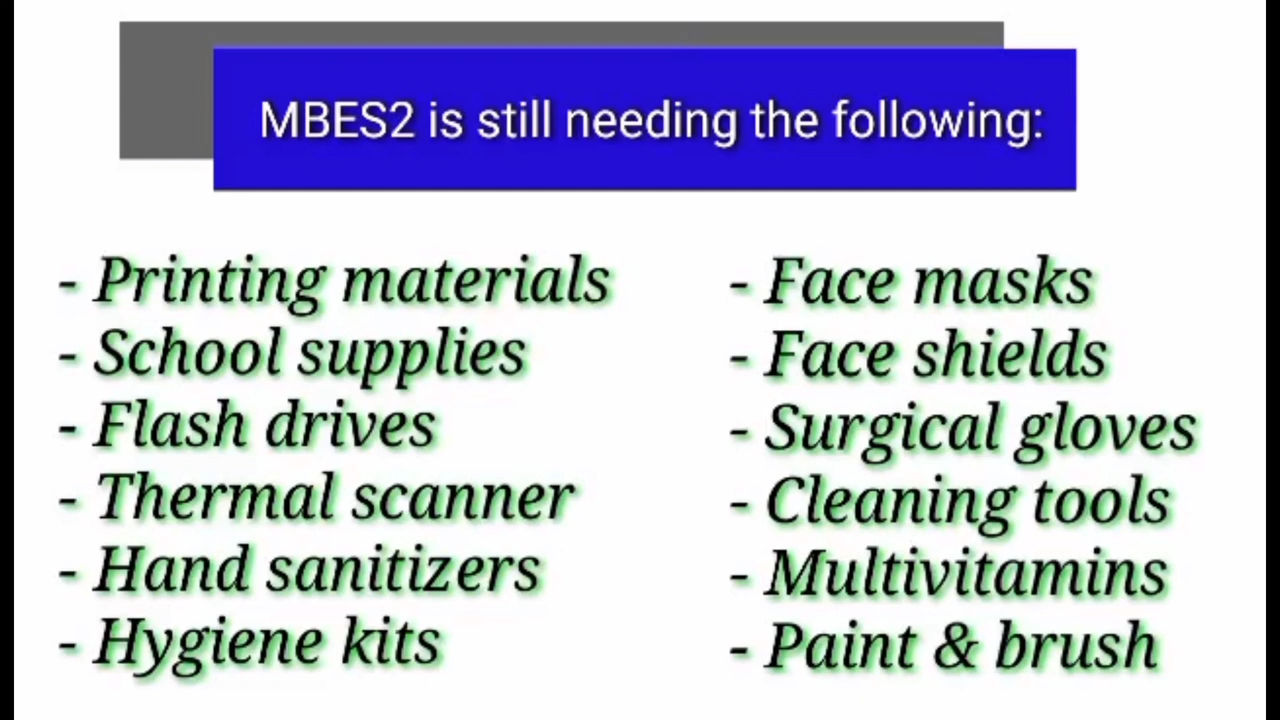 MBES2 is still needing the following:
- Printing materials
- School supplies
- Flash drives
- Thermal scanner
- Hand sanitizers
- Hygiene kits
- Face masks
- Face shields
- Surgical gloves
- Cleaning tools
- Multivitamins
- Paint & brush